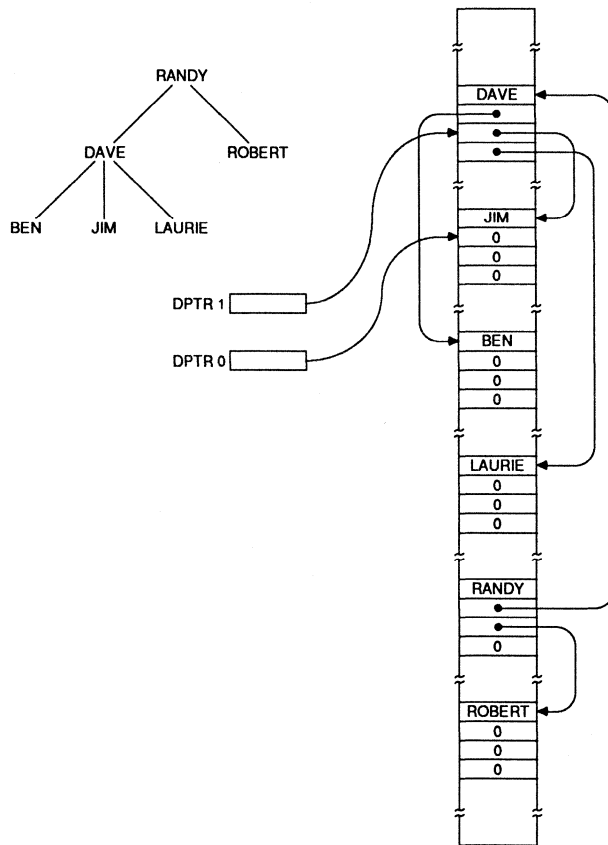 RANDY
DAVE ROBERT
BEN JIM LAURIE
DPTR 1
DPTR 0
DAVE
JIM
0
0
0
BEN
0
0
0
LAURIE
0
0
0
RANDY
0
ROBERT
0
0
0